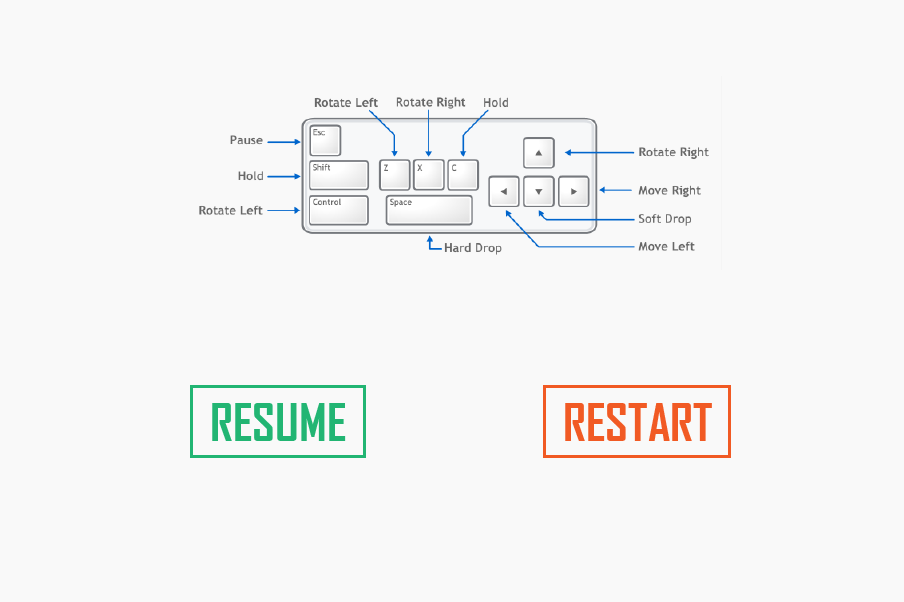 Rotate Left
Rotate Right
Hold
Pause
Esc
Rotate Right
Hold
Shift
Z
X
C
Move Right
Rotate Left
Control
Space
Soft Drop
Hard Drop
Move Left
RESUME
RESTART